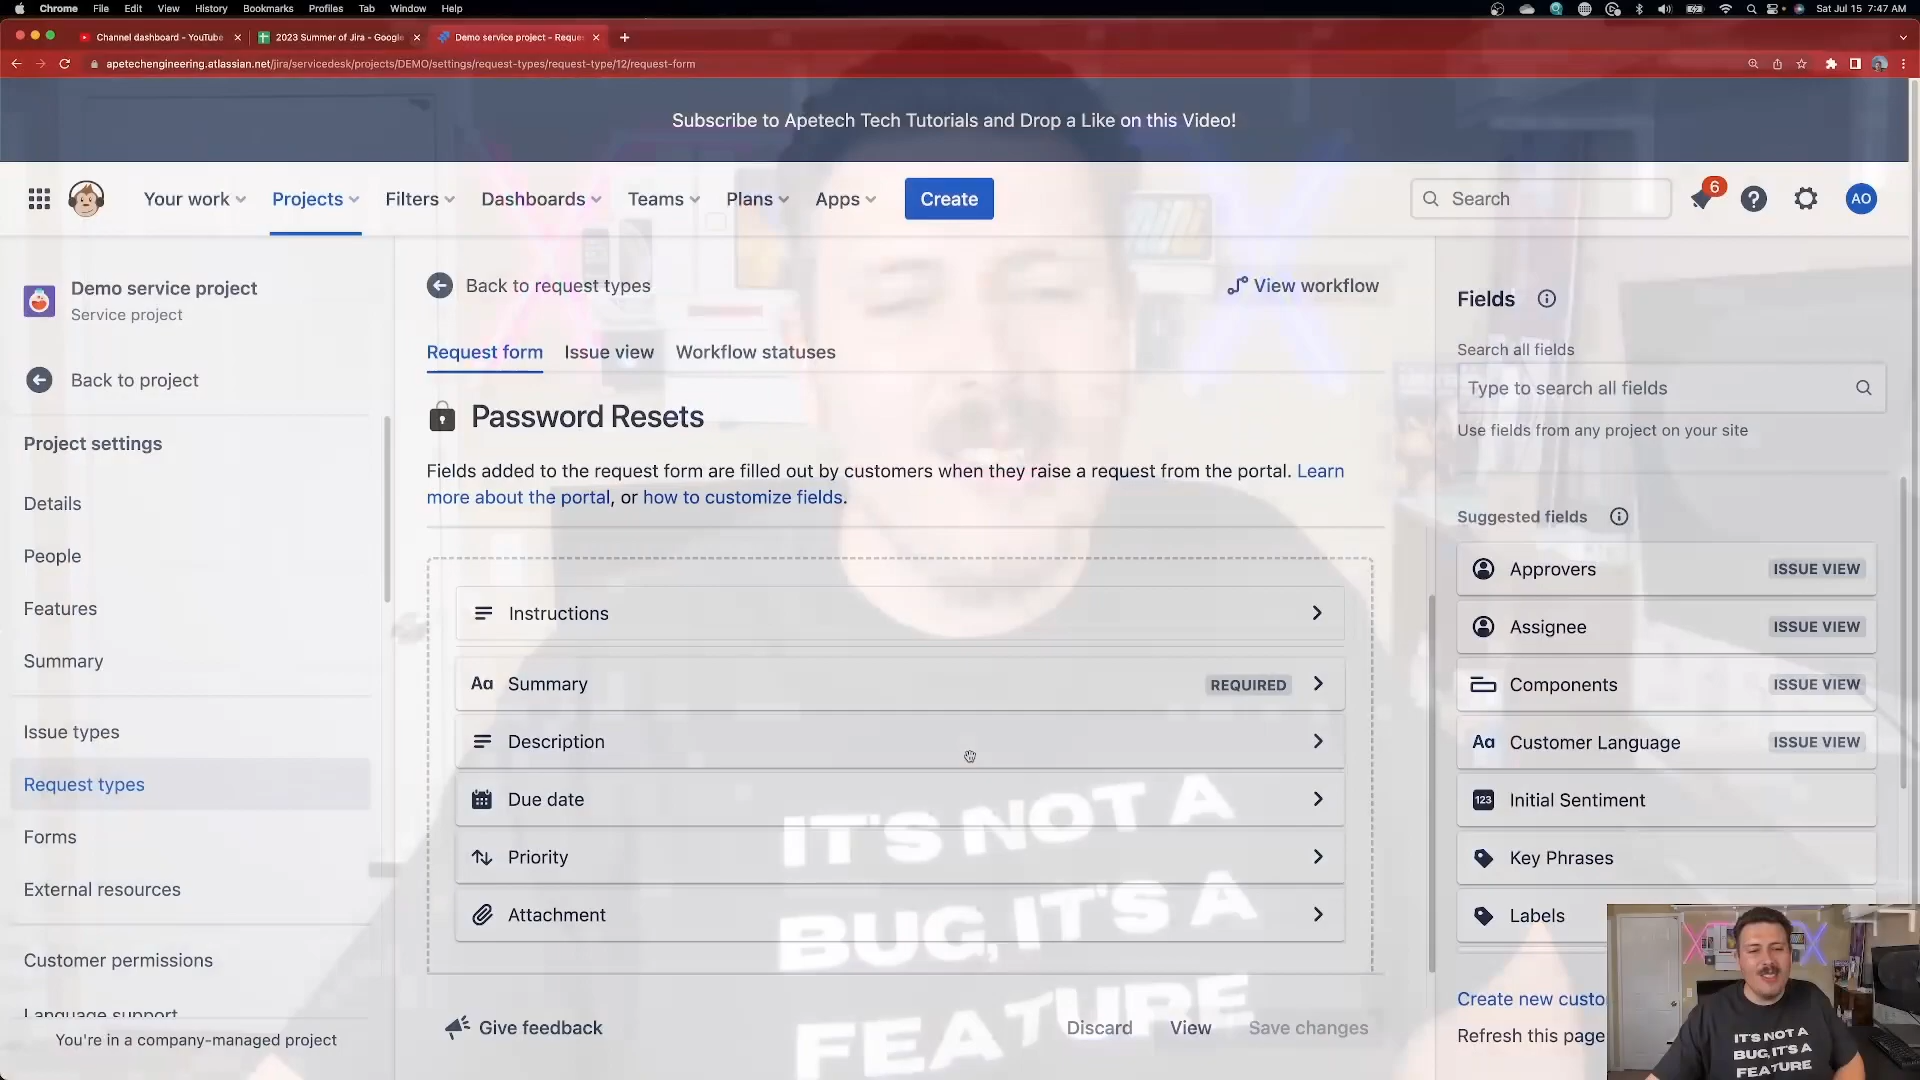 Chrome File Edit View History Bookmarks Profiles Tab Window Help
Sat Jul 15 7:47 AM
Channel dashboard - YouTube
2023 Summer of Jira - Google
Demo service project - Reque
apetechengineering.atlassian.net/jira/servicedesk/projects/DEMO/settings/request-types/request-type/12/request-form
Subscribe to Apetech Tech Tutorials and Drop a Like on this Video!
Your work Projects Filters Dashboards Teams Plans Apps Create
Search
6
AO
Demo service project
Service project
Back to project
Project settings
Details
People
Features
Summary
Issue types
Request types
Forms
External resources
Customer permissions
Language support
You're in a company-managed project
Back to request types
View workflow
Request form Issue view Workflow statuses
Password Resets
Fields added to the request form are filled out by customers when they raise a request from the portal. Learn
more about the portal, or how to customize fields.
Instructions
Aa Summary REQUIRED
Description
Due date
Priority
Attachment
Give feedback
Discard View Save changes
Fields
Search all fields
Type to search all fields
Use fields from any project on your site
Suggested fields
Approvers ISSUE VIEW
Assignee ISSUE VIEW
Components ISSUE VIEW
Aa Customer Language ISSUE VIEW
123 Initial Sentiment
Key Phrases
Labels
Create new custo
Refresh this page
IT'S NOT A
BUG, IT'S A
FEATURE
IT'S NOT A
BUG, IT'S A
FEATURE